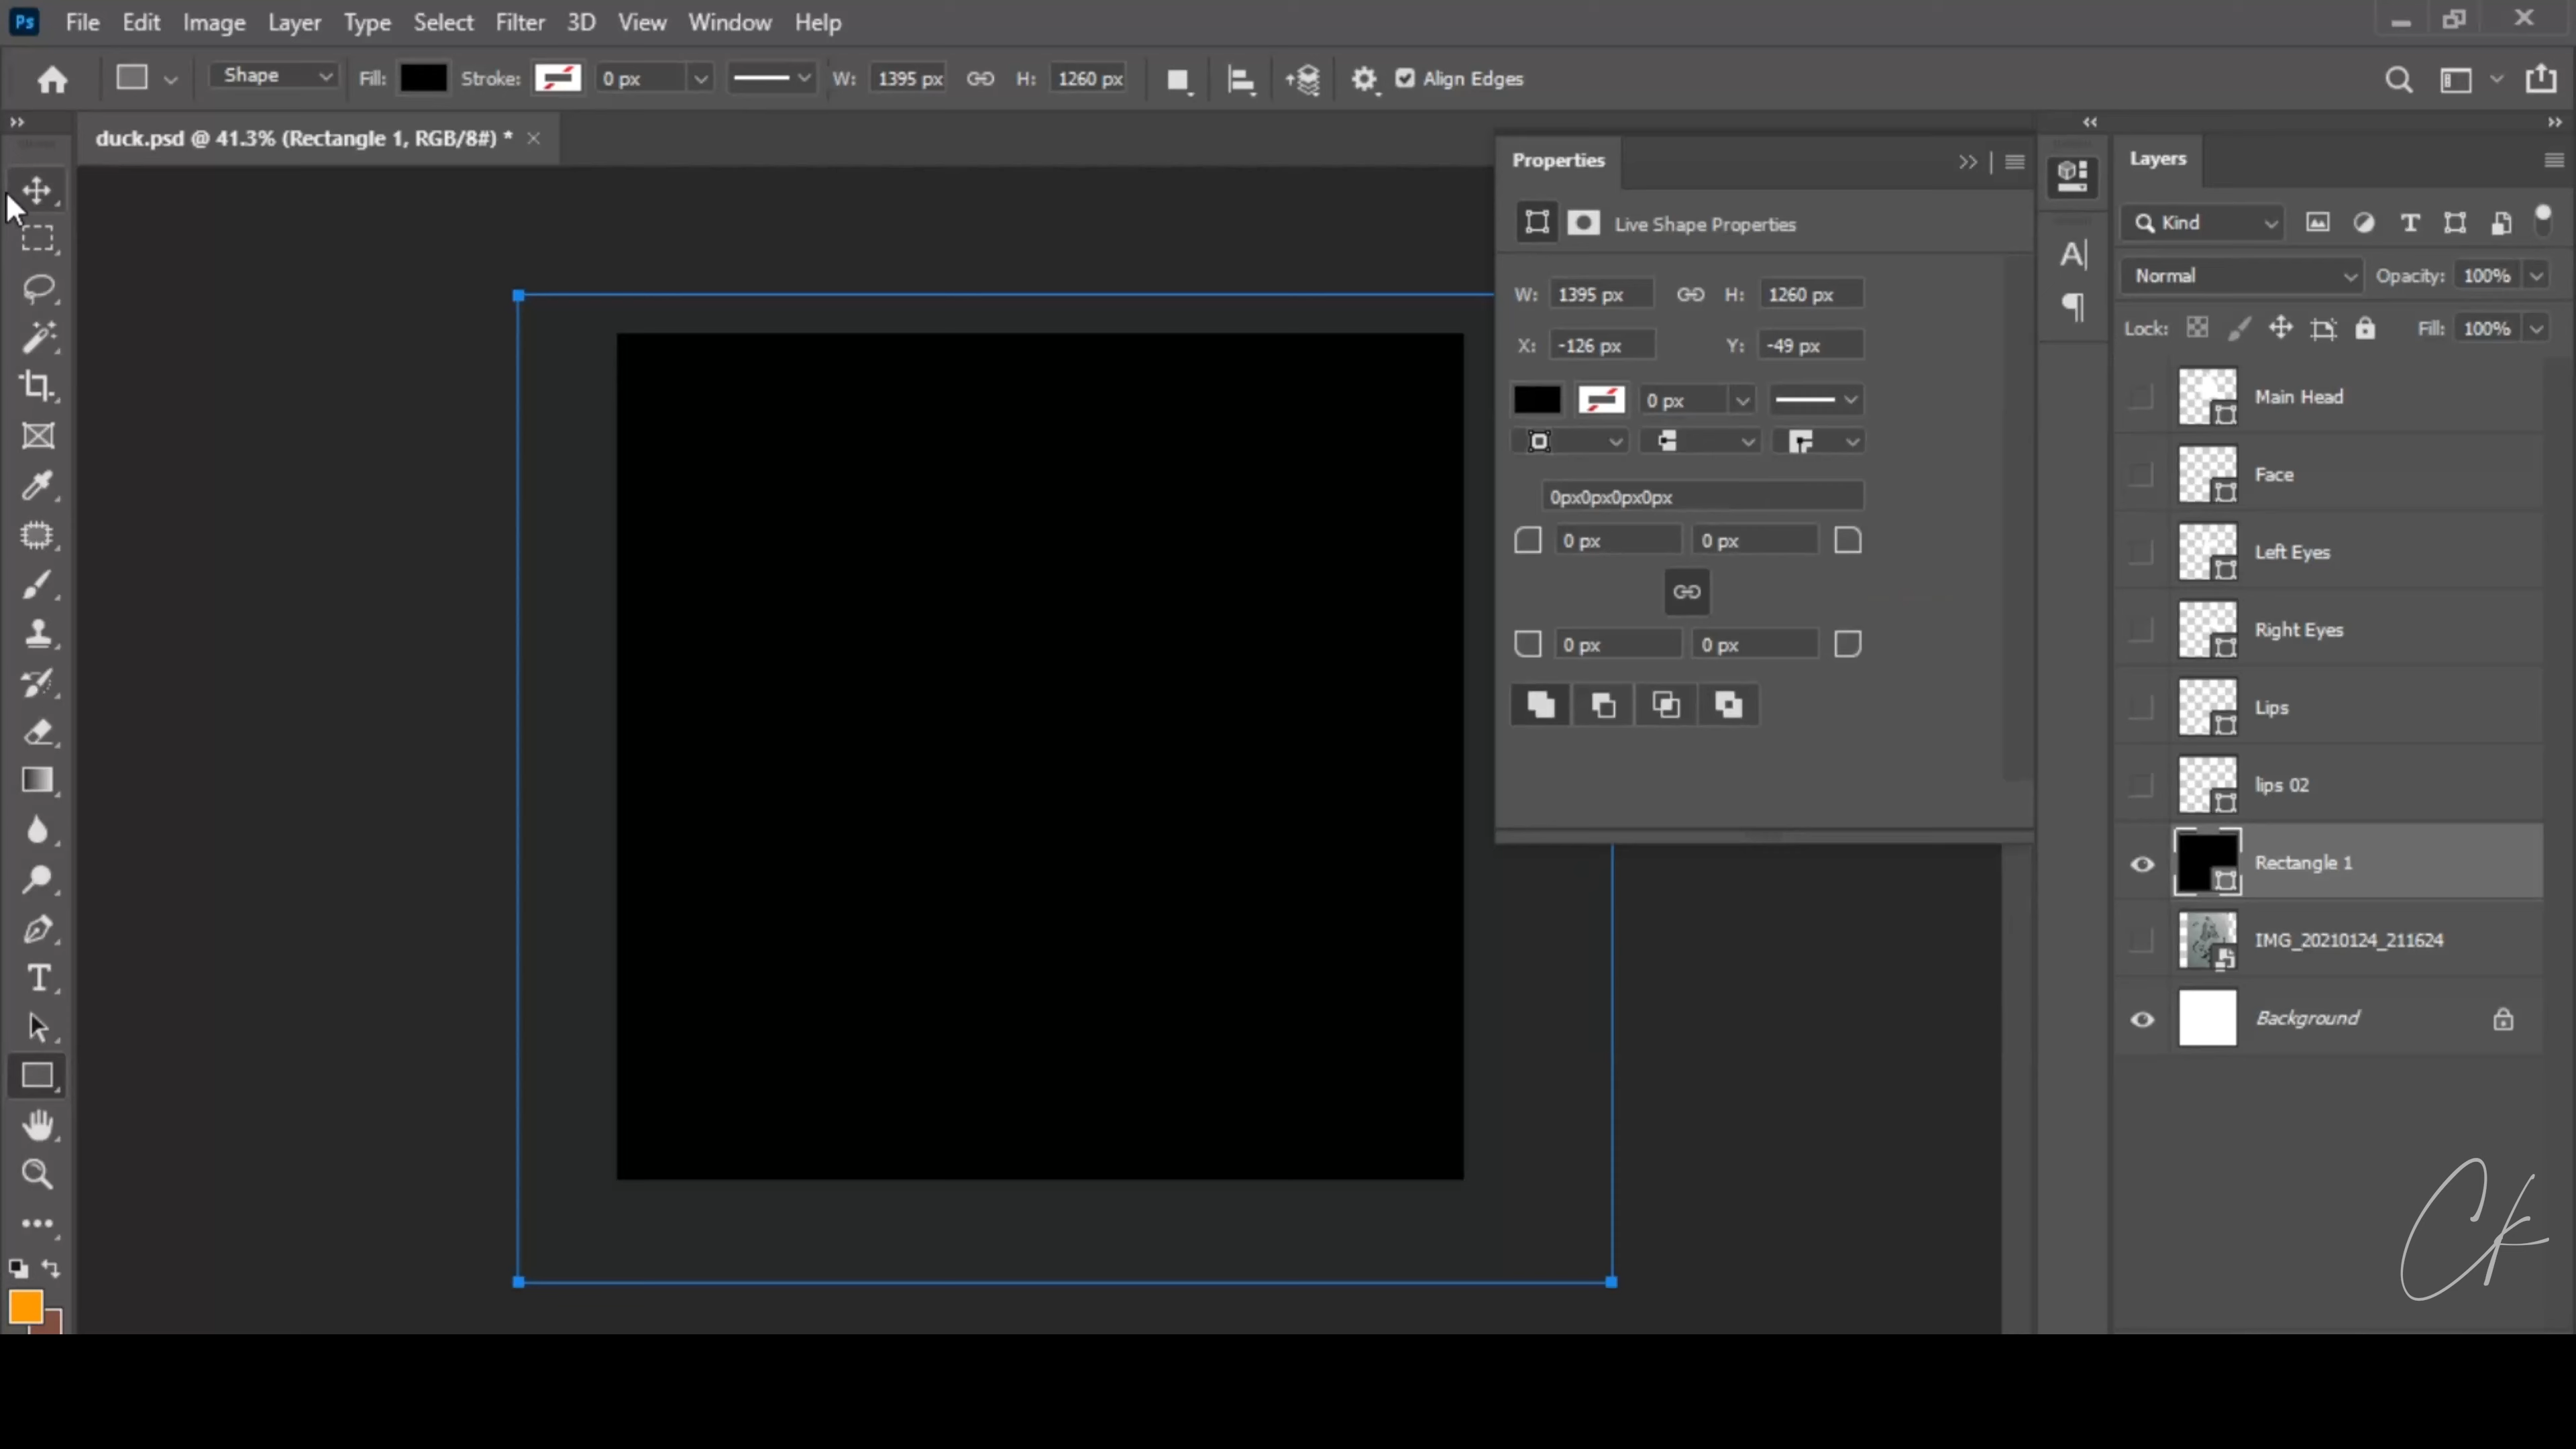 Ps File Edit Image Layer Type Select Filter 3D View Window Help
Shape Fill: Stroke: 0 px W: 1395 px H: 1260 px Align Edges
duck.psd @ 41.3% (Rectangle 1, RGB/8#) *
Properties
Live Shape Properties
W: 1395 px H: 1260 px
X: -126 px Y: -49 px
0 px
0px0px0px0px
0 px 0 px
0 px 0 px
Layers
Kind
Normal Opacity: 100%
Lock: Fill: 100%
Main Head
Face
Left Eyes
Right Eyes
Lips
lips 02
Rectangle 1
IMG_20210124_211624
Background
Ck